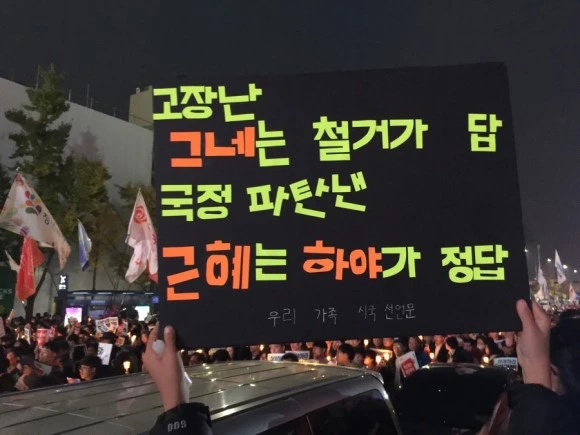 고장난
그네는 철거가 답
국정 파탄낸
근혜는 하야가 정답
우리 가족 시국 선언문